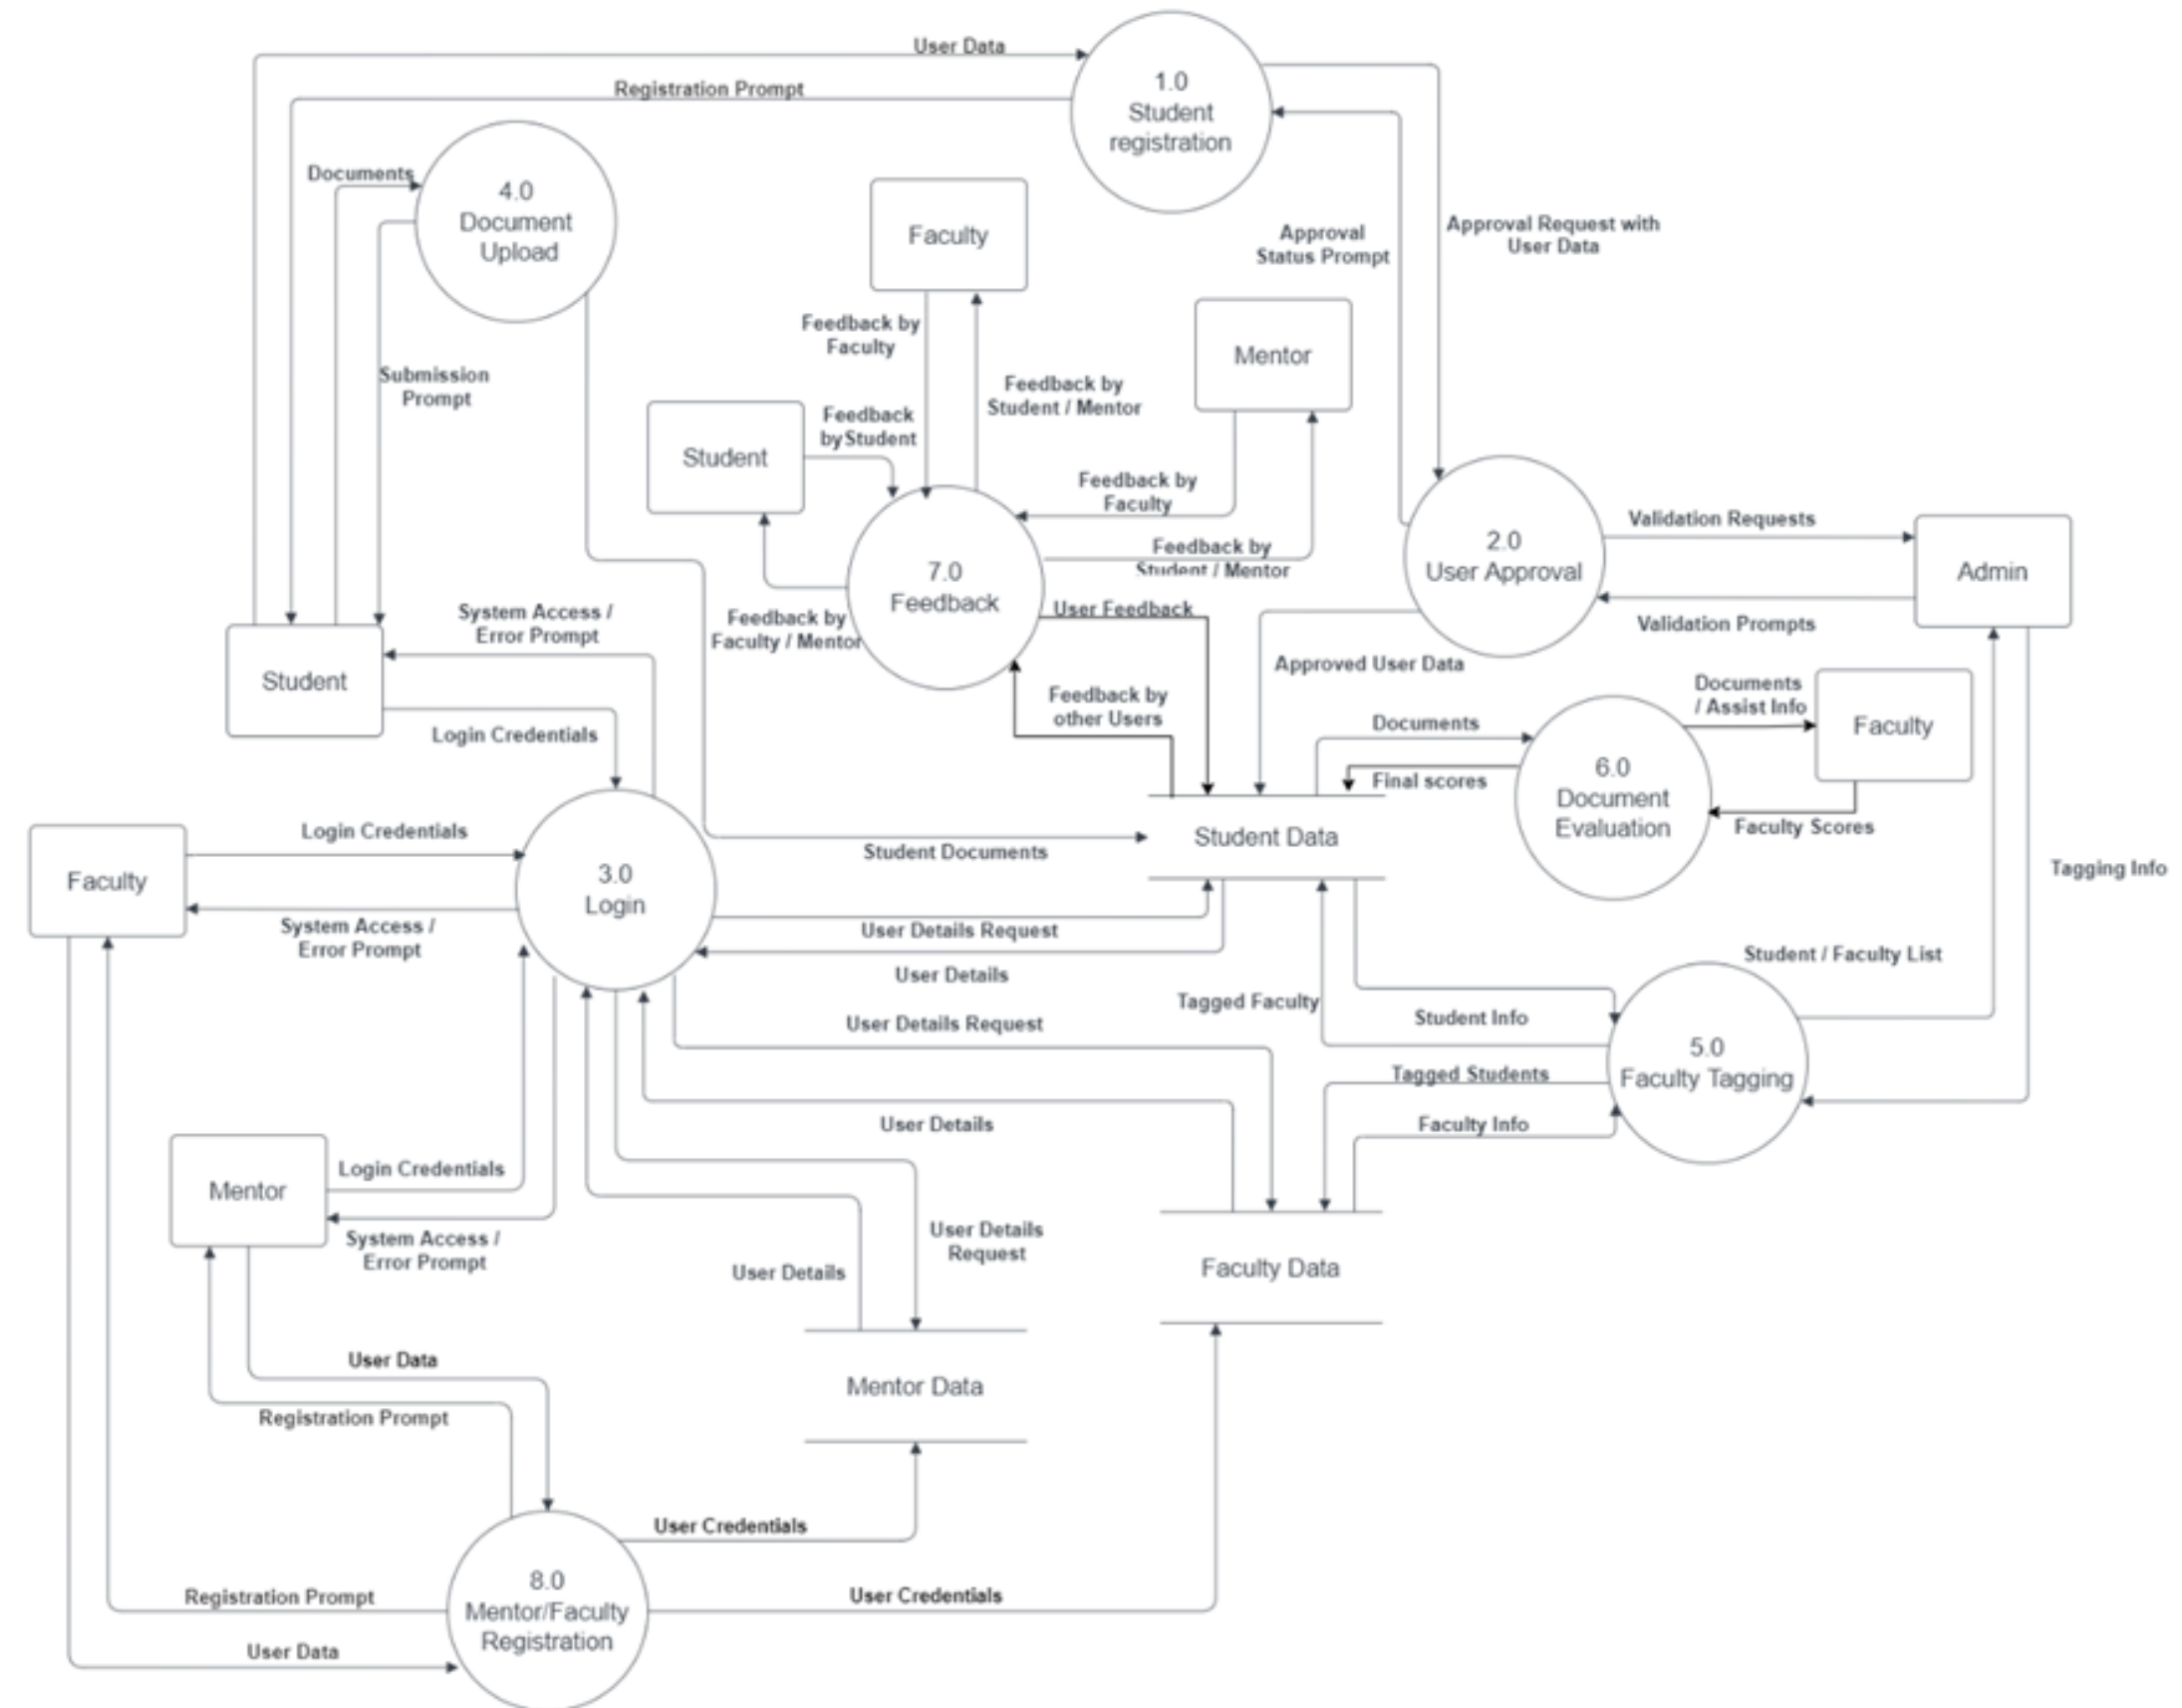 User Data
1.0
Student
registration
Registration Prompt
Documents
4.0
Document
Upload
Faculty
Approval
Status Prompt
Approval Request with
User Data
Feedback by
Faculty
Mentor
Submission
Prompt
Feedback by
Student / Mentor
Feedback
by Student
Student
Feedback by
Faculty
Validation Requests
2.0
User Approval
Admin
Feedback by
Student / Mentor
7.0
Feedback
User Feedback
System Access /
Error Prompt
Feedback by
Faculty / Mentor
Validation Prompts
Student
Approved User Data
Feedback by
other Users
Documents
/ Assist Info
Faculty
Login Credentials
Documents
Final scores
6.0
Document
Evaluation
Faculty Scores
Login Credentials
Student Data
Student Documents
Faculty
3.0
Login
Tagging Info
System Access /
Error Prompt
User Details Request
User Details
Student / Faculty List
Tagged Faculty
User Details Request
Student Info
5.0
Faculty Tagging
Tagged Students
User Details
Faculty Info
Login Credentials
Mentor
System Access /
Error Prompt
User Details
Request
User Details
Faculty Data
User Data
Mentor Data
Registration Prompt
User Credentials
8.0
Mentor/Faculty
Registration
Registration Prompt
User Credentials
User Data